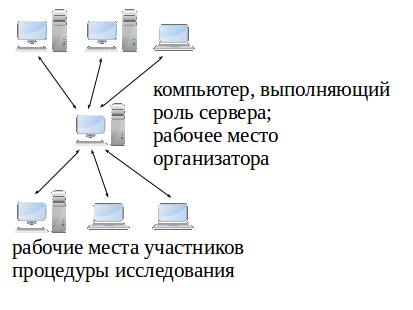 компьютер, выполняющий
роль сервера;
рабочее место
организатора
рабочие места участников
процедуры исследования